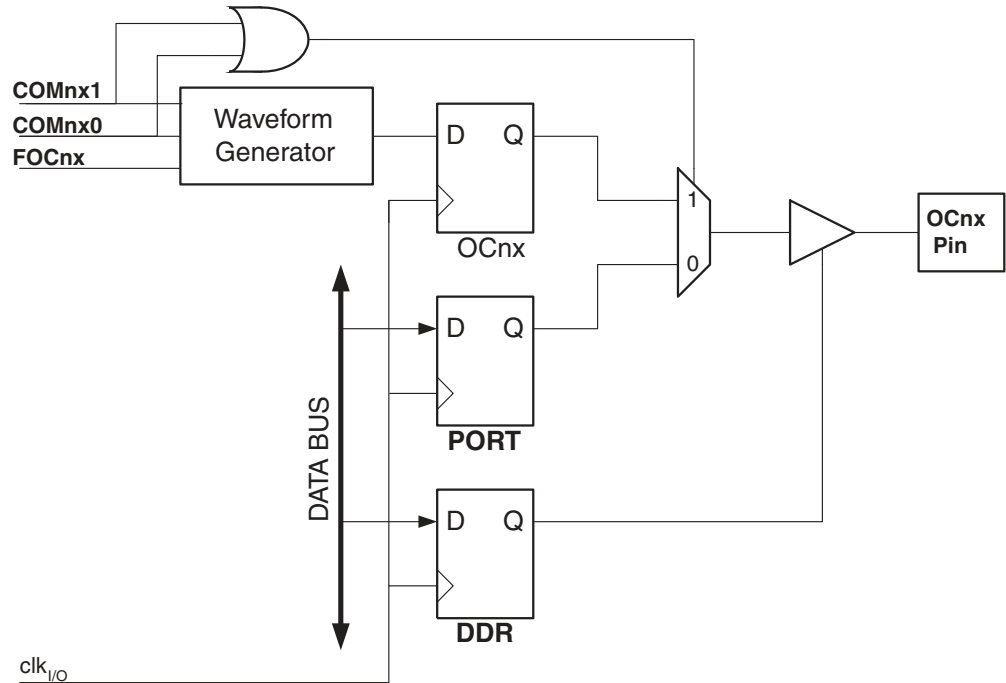 COMnx1
COMnx0
FOCnx
Waveform
Generator
D Q
OCnx
1
0
OCnx
Pin
D Q
PORT
DATA BUS
D Q
DDR
clkI/O